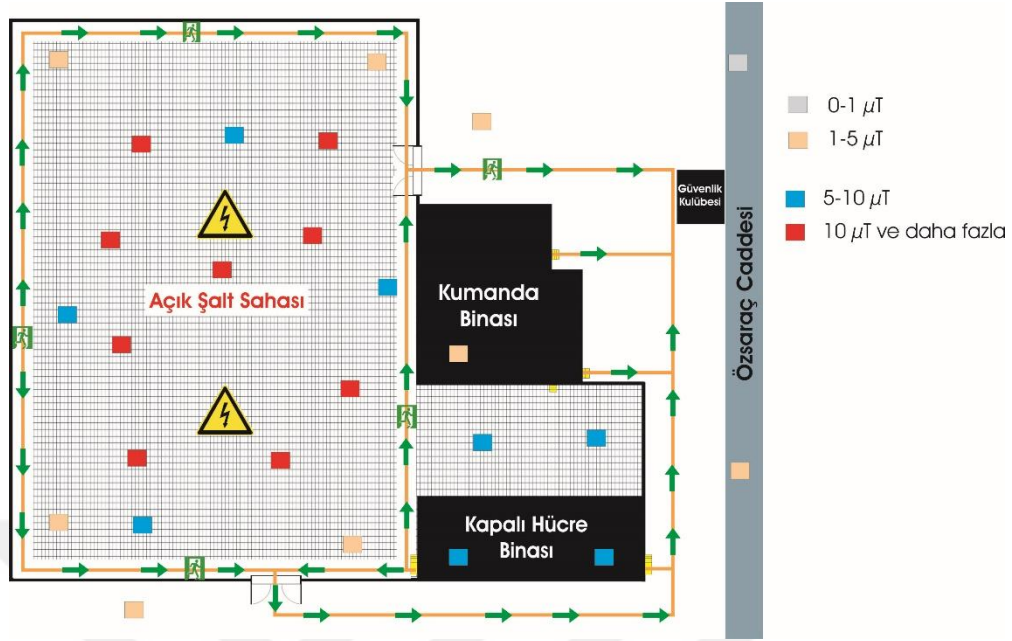 0-1 µT
1-5 µT
5-10 µT
10 µT ve daha fazla
Güvenlik
Kulübesi
Özsaraç Caddesi
Açık Şalt Sahası
Kumanda
Binası
Kapalı Hücre
Binası